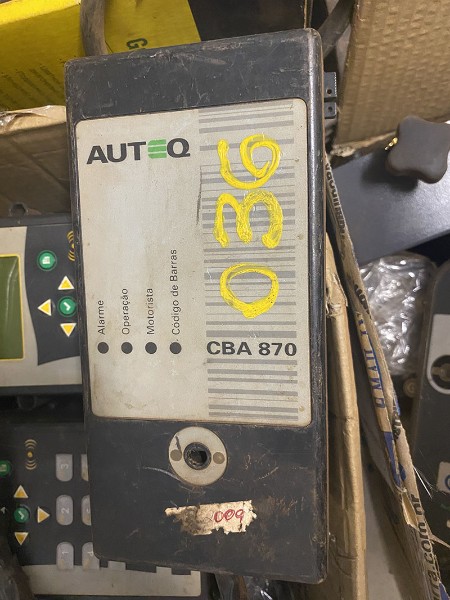 AUTEQ
036
Alarme
Operação
Motorista
Código de Barras
CBA 870
009